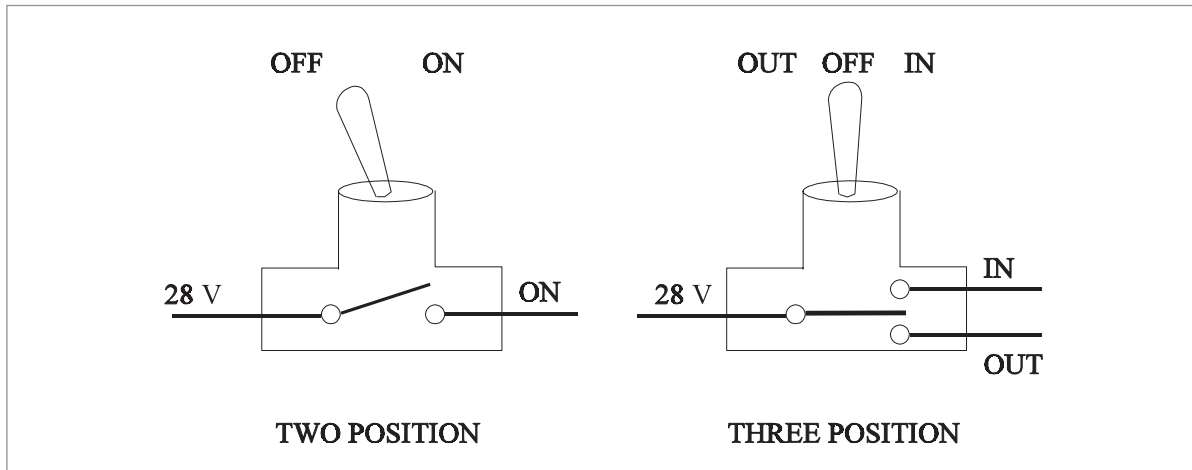 OFF ON
OUT OFF IN
28 V
ON
28 V
IN
OUT
TWO POSITION
THREE POSITION